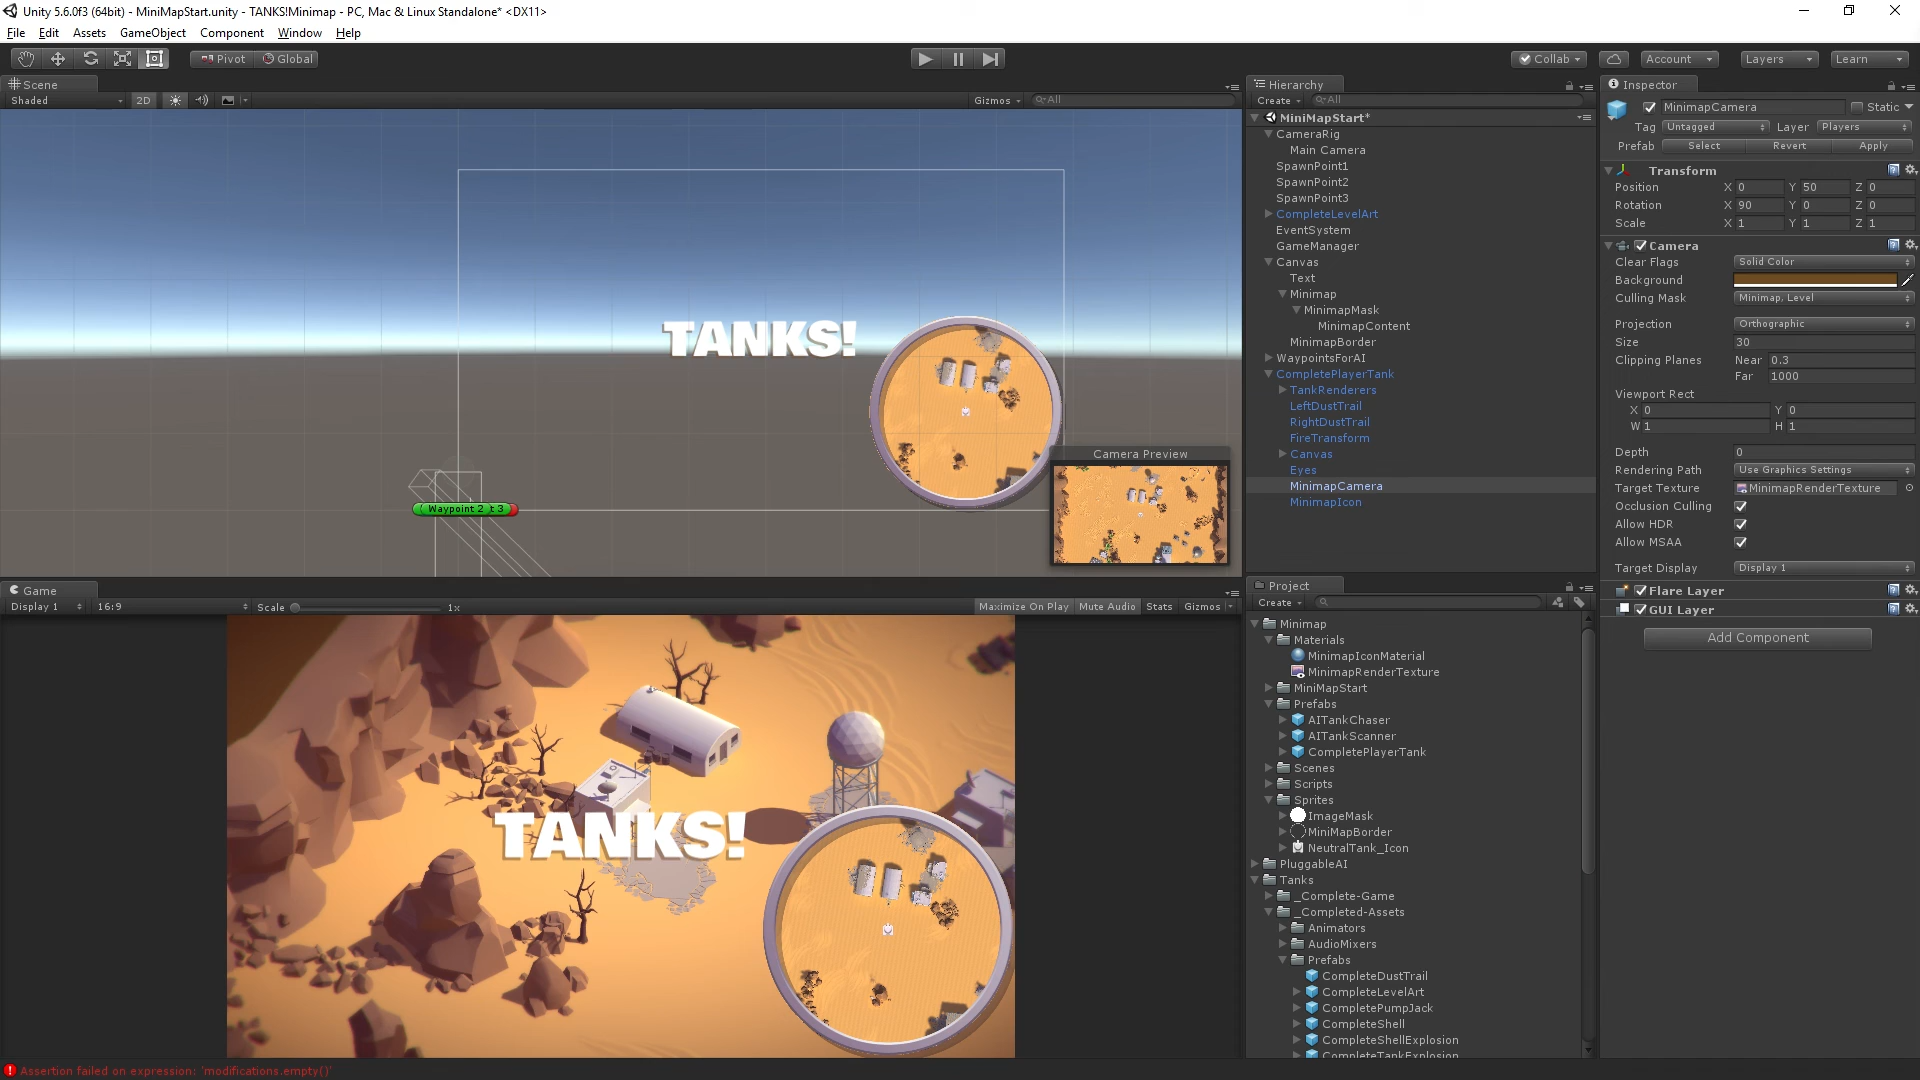 Unity 5.6.0f3 (64bit) - MiniMapStart.unity - TANKS!Minimap - PC, Mac & Linux Standalone* <DX11>
File Edit Assets GameObject Component Window Help
Pivot Global
Collab Account Layers Learn
Scene
Shaded 2D Gizmos All
TANKS!
Waypoint 2 t 3
Camera Preview
Game
Display 1 16:9 Scale 1x Maximize On Play Mute Audio Stats Gizmos
TANKS!
Assertion failed on expression: 'modifications.empty()'
Hierarchy
Create All
MiniMapStart*
CameraRig
Main Camera
SpawnPoint1
SpawnPoint2
SpawnPoint3
CompleteLevelArt
EventSystem
GameManager
Canvas
Text
Minimap
MinimapMask
MinimapContent
MinimapBorder
WaypointsForAI
CompletePlayerTank
TankRenderers
LeftDustTrail
RightDustTrail
FireTransform
Canvas
Eyes
MinimapCamera
MinimapIcon
Project
Create
Minimap
Materials
MinimapIconMaterial
MinimapRenderTexture
MiniMapStart
Prefabs
AITankChaser
AITankScanner
CompletePlayerTank
Scenes
Scripts
Sprites
ImageMask
MiniMapBorder
NeutralTank_Icon
PluggableAI
Tanks
_Complete-Game
_Completed-Assets
Animators
AudioMixers
Prefabs
CompleteDustTrail
CompleteLevelArt
CompletePumpJack
CompleteShell
CompleteShellExplosion
CompleteTankExplosion
Inspector
MinimapCamera Static
Tag Untagged Layer Players
Prefab Select Revert Apply
Transform
Position X 0 Y 50 Z 0
Rotation X 90 Y 0 Z 0
Scale X 1 Y 1 Z 1
Camera
Clear Flags Solid Color
Background
Culling Mask Minimap, Level
Projection Orthographic
Size 30
Clipping Planes Near 0.3
Far 1000
Viewport Rect
X 0 Y 0
W 1 H 1
Depth 0
Rendering Path Use Graphics Settings
Target Texture MinimapRenderTexture
Occlusion Culling
Allow HDR
Allow MSAA
Target Display Display 1
Flare Layer
GUI Layer
Add Component